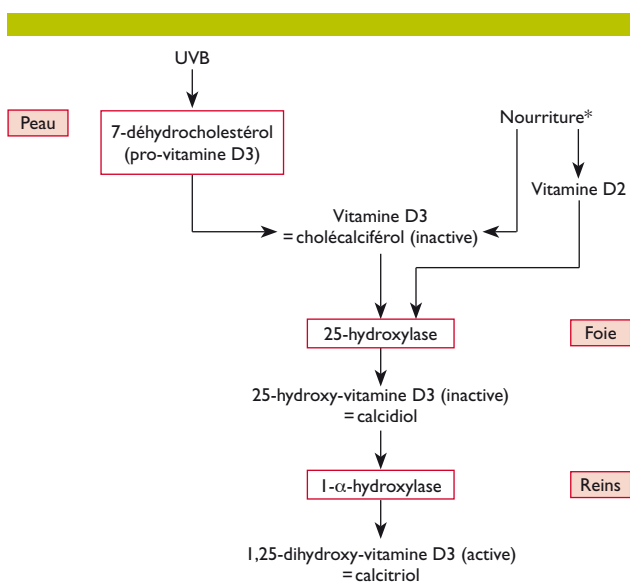 UVB
Peau
7-déhydrocholestérol
(pro-vitamine D3)
Nourriture*
Vitamine D2
Vitamine D3
=cholécalciférol (inactive)
25-hydroxylase
Foie
25-hydroxy-vitamine D3 (inactive)
=calcidiol
1-α-hydroxylase
Reins
1,25-dihydroxy-vitamine D3 (active)
=calcitriol